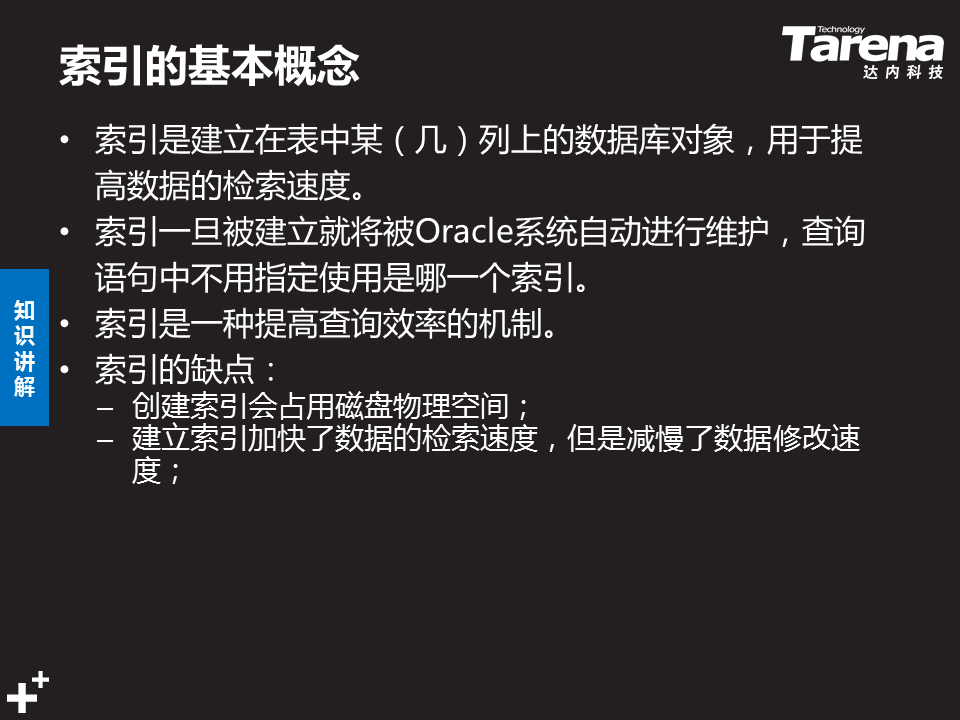 索引的基本概念
Technology
Tarena
达内科技
• 索引是建立在表中某（几）列上的数据库对象，用于提
高数据的检索速度。
• 索引一旦被建立就将被Oracle系统自动进行维护，查询
语句中不用指定使用是哪一个索引。
• 索引是一种提高查询效率的机制。
• 索引的缺点：
– 创建索引会占用磁盘物理空间；
– 建立索引加快了数据的检索速度，但是减慢了数据修改速
度；
知
识
讲
解